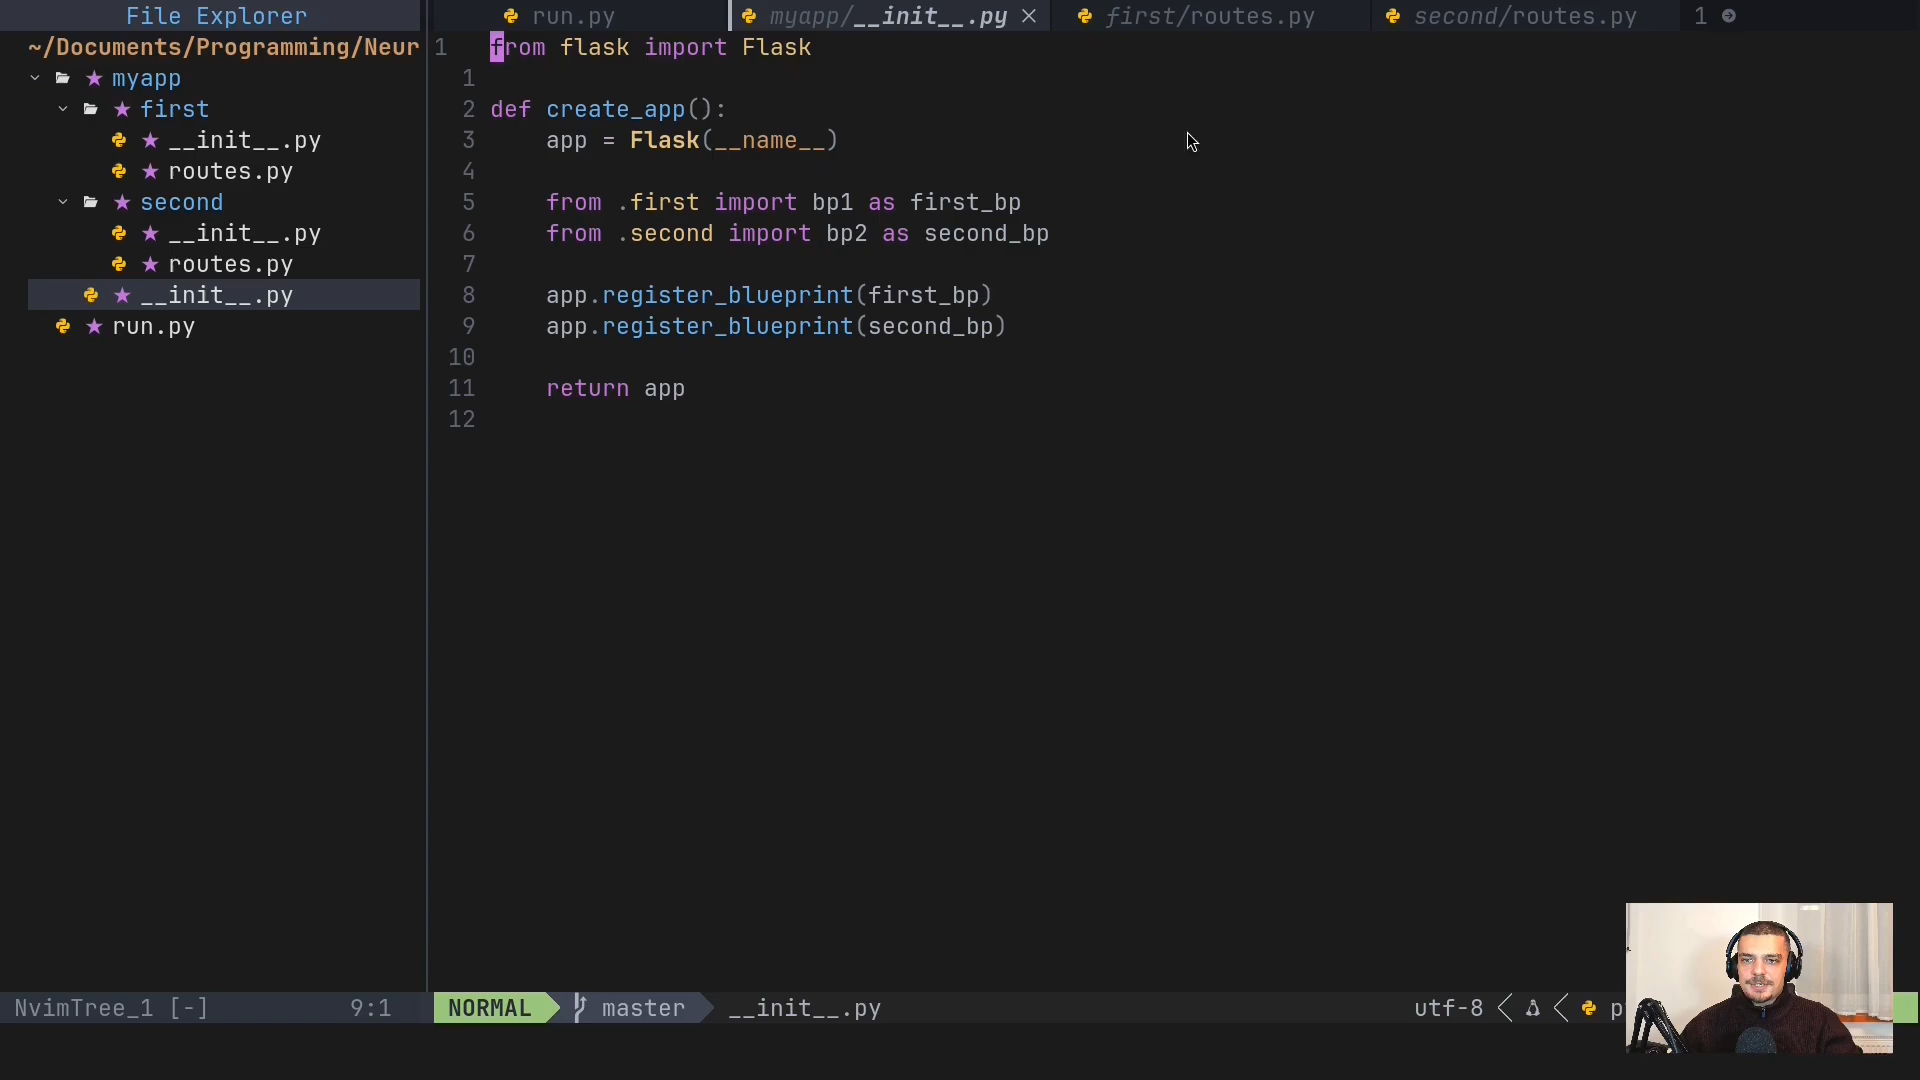 File Explorer
run.py
myapp/__init__.py
first/routes.py
second/routes.py
1
~/Documents/Programming/Neur
myapp
first
__init__.py
routes.py
second
__init__.py
routes.py
__init__.py
run.py
1 from flask import Flask
1
2 def create_app():
3 app = Flask(__name__)
4
5 from .first import bp1 as first_bp
6 from .second import bp2 as second_bp
7
8 app.register_blueprint(first_bp)
9 app.register_blueprint(second_bp)
10
11 return app
12
NvimTree_1 [-] 9:1
NORMAL master __init__.py utf-8